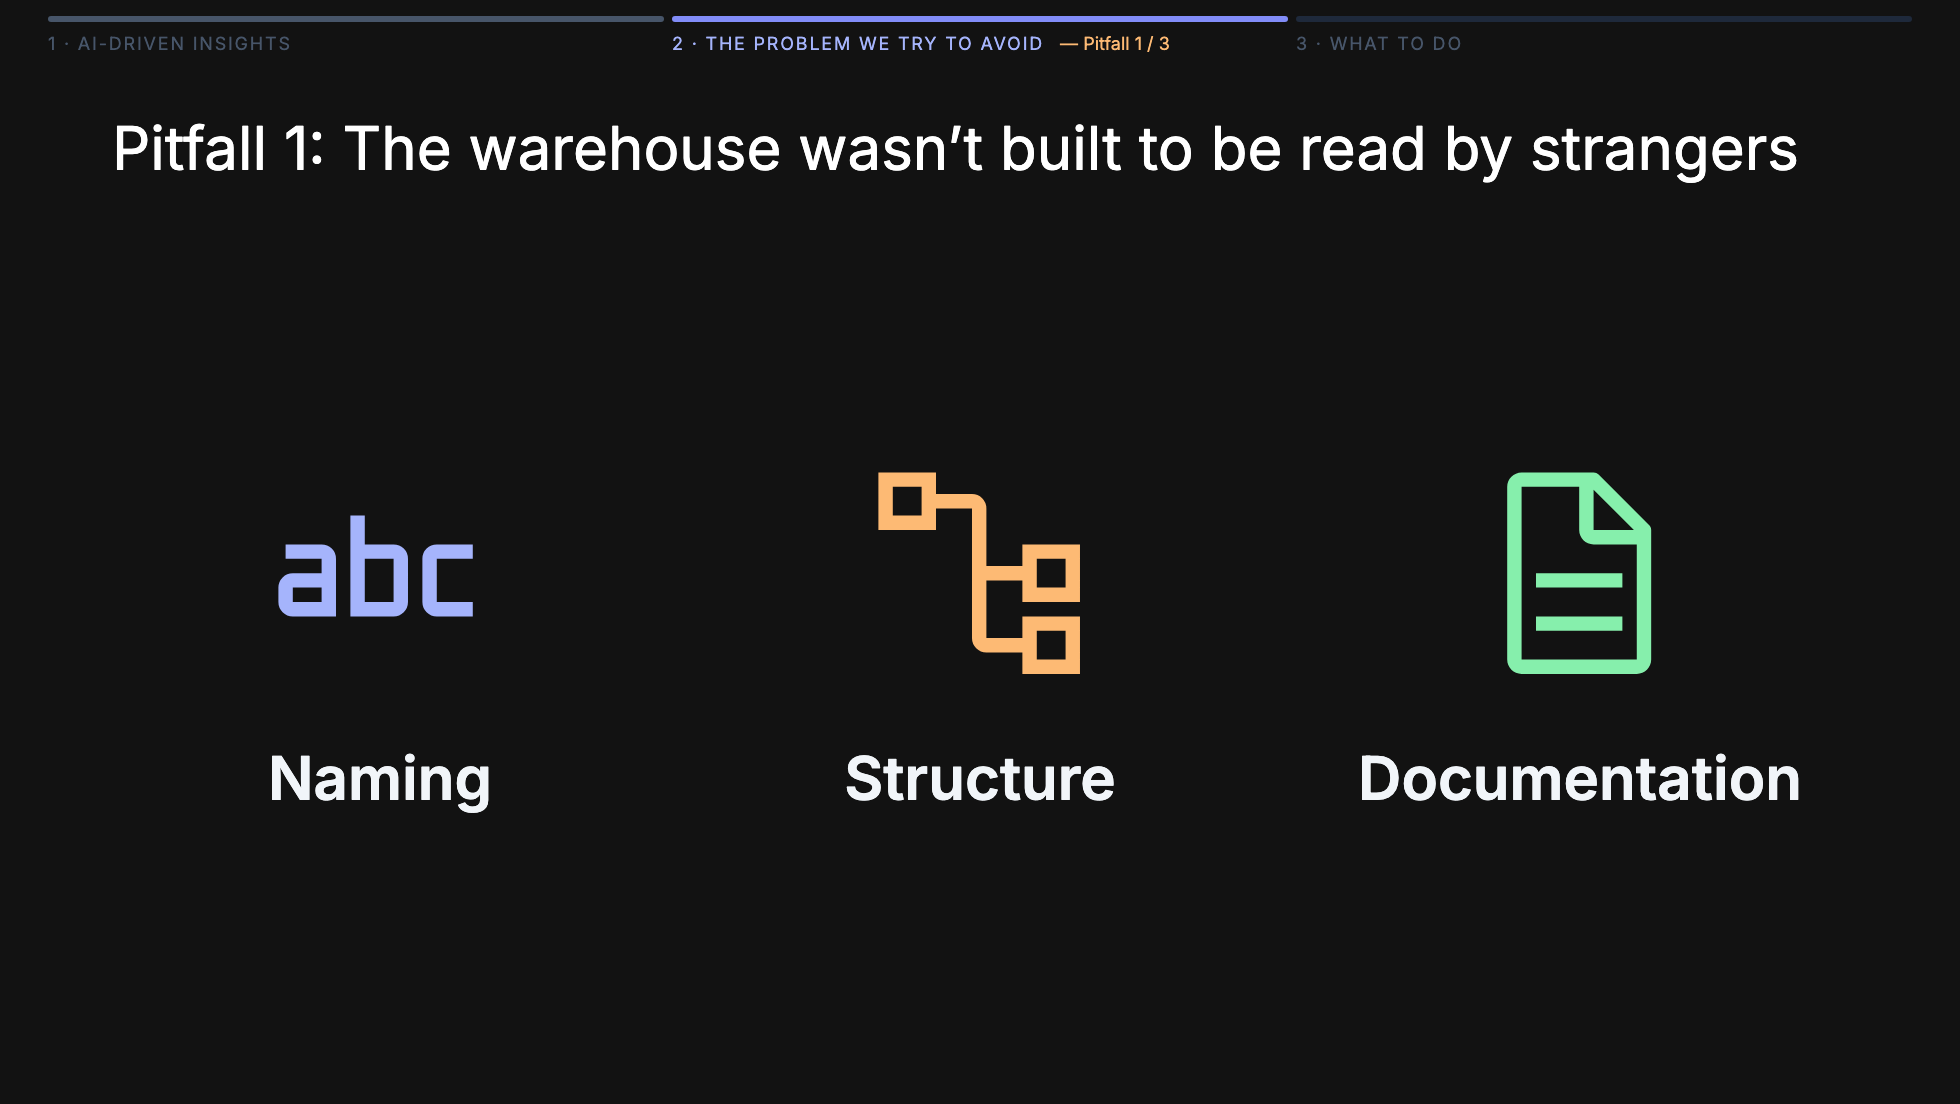 1 · AI-DRIVEN INSIGHTS
2 · THE PROBLEM WE TRY TO AVOID — Pitfall 1 / 3
3 · WHAT TO DO
Pitfall 1: The warehouse wasn’t built to be read by strangers
abc
Naming
Structure
Documentation